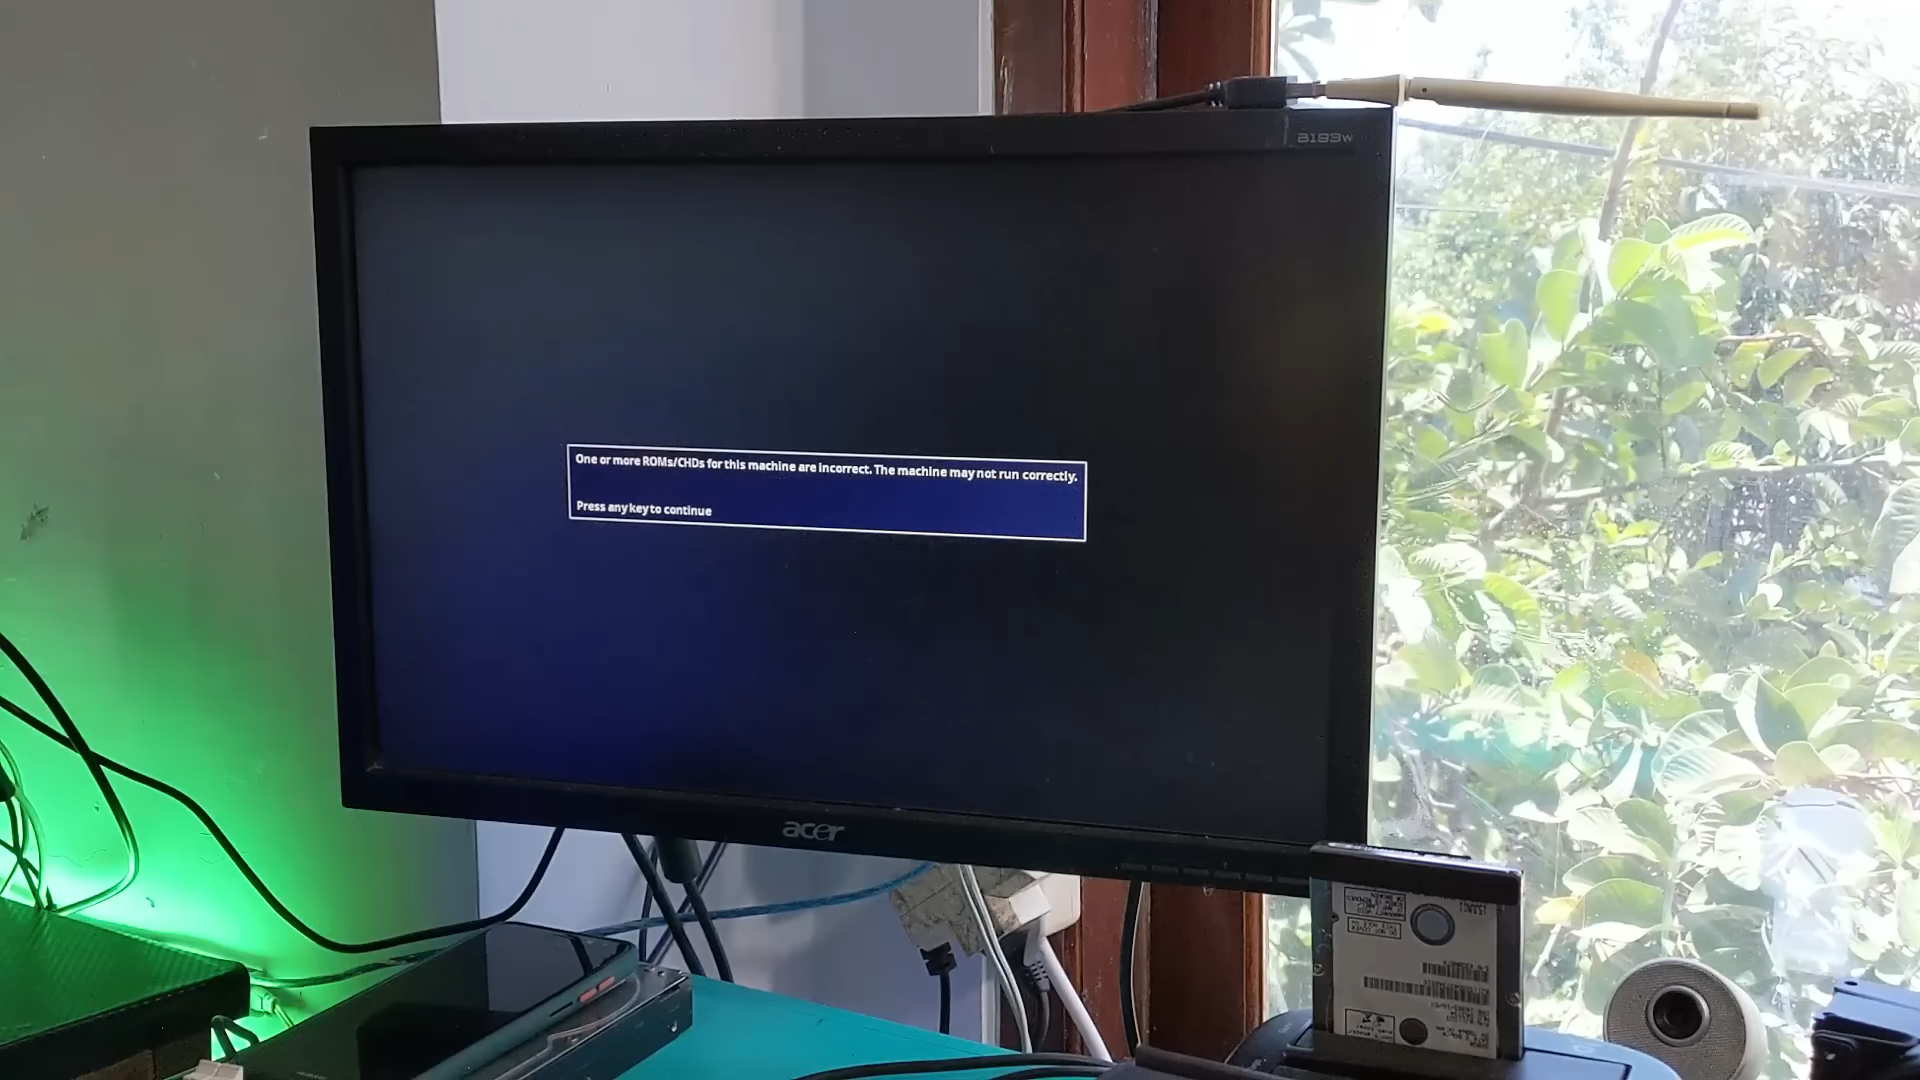 B183W
One or more ROMs/CHDs for this machine are incorrect. The machine may not run correctly.
Press any key to continue
acer